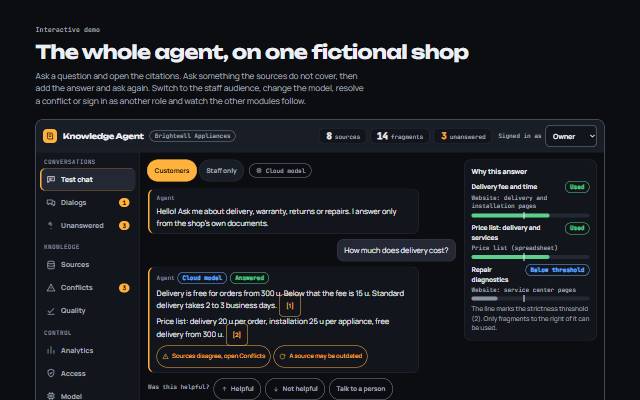 Interactive demo
The whole agent, on one fictional shop
Ask a question and open the citations. Ask something the sources do not cover, then
add the answer and ask again. Switch to the staff audience, change the model, resolve
a conflict or sign in as another role and watch the other modules follow.
Knowledge Agent Brightwell Appliances 8 sources 14 fragments 3 unanswered Signed in as Owner
CONVERSATIONS
Test chat
Dialogs 1
Unanswered 3
KNOWLEDGE
Sources
Conflicts 3
Quality
CONTROL
Analytics
Access
Model
Customers Staff only Cloud model
Agent
Hello! Ask me about delivery, warranty, returns or repairs. I answer only
from the shop's own documents.
How much does delivery cost?
Agent Cloud model Answered
Delivery is free for orders from 300 u. Below that the fee is 15 u. Standard
delivery takes 2 to 3 business days. [1]
Price list: delivery 20 u per order, installation 25 u per appliance, free
delivery from 300 u. [2]
Sources disagree, open Conflicts A source may be outdated
Was this helpful? Helpful Not helpful Talk to a person
Why this answer
Delivery fee and time Used
Website: delivery and
installation pages
Price list: delivery and
services Used
Price list (spreadsheet)
Repair
diagnostics Below threshold
Website: service center pages
The line marks the strictness threshold
(2). Only fragments to the right of it can
be used.